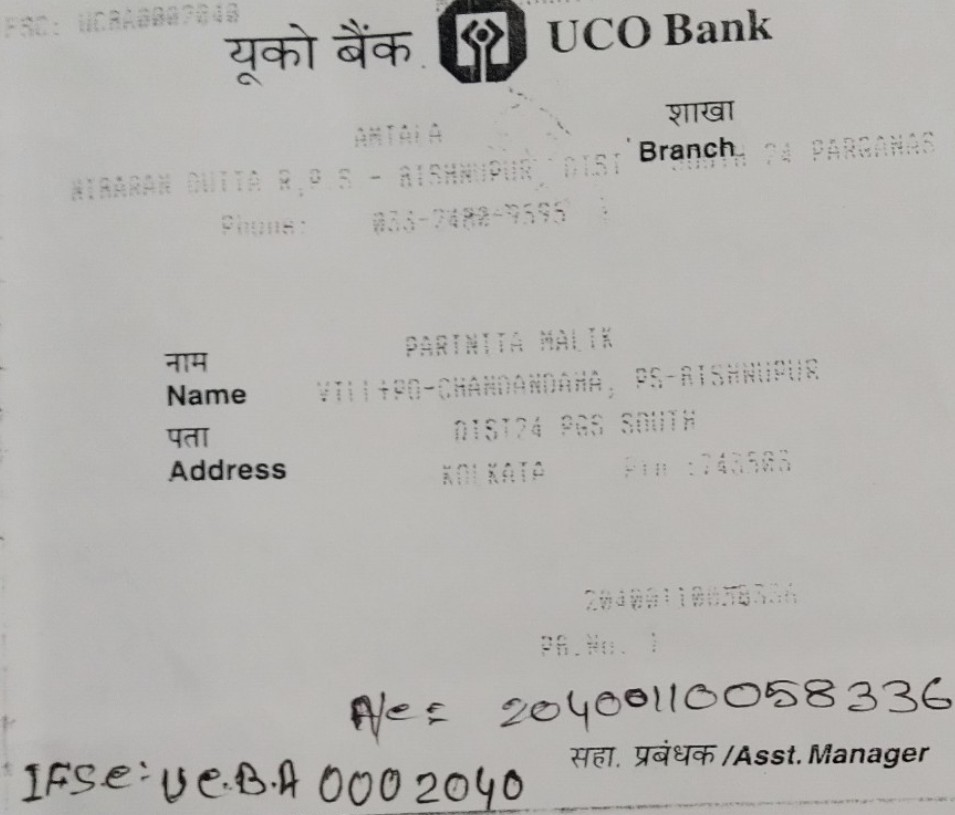 FSC: UCBA0002040
यूको बैंक UCO Bank
शाखा
AMTALA
Branch
NIBARAN DUTTA R,P.S - BISHNUPUR, DIST SOUTH 24 PARGANAS
Phone: 033-2480-9595
PARINITA MALIK
नाम
Name
VILL+PO-CHANDANDAHA, PS-BISHNUPUR
पता
DIST24 PGS SOUTH
Address
KOLKATA Pin :743503
20400110058336
PB.No. 1
A/c = 20400110058336
सहा. प्रबंधक /Asst. Manager
IFSC: UC.B.A 0002040